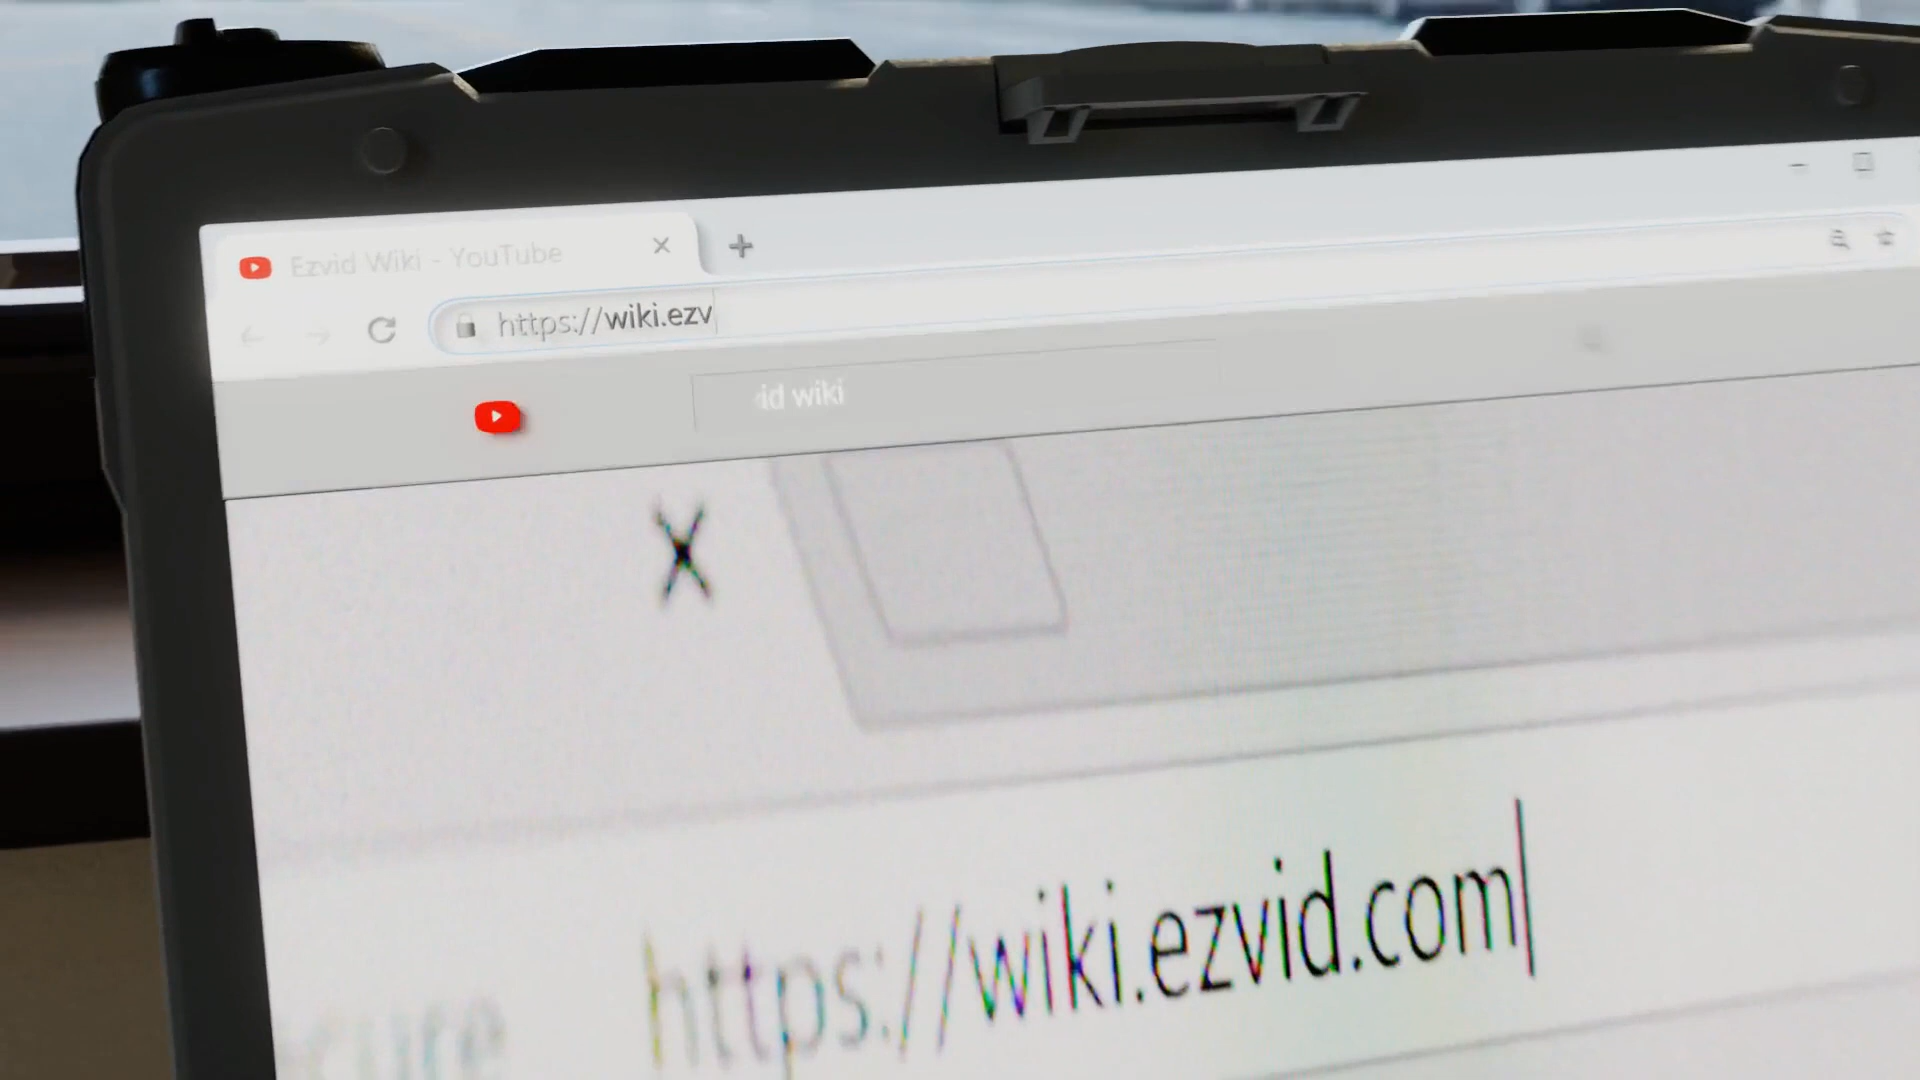 Ezvid Wiki - YouTube
https://wiki.ezv
id wiki
X
https://wiki.ezvid.com